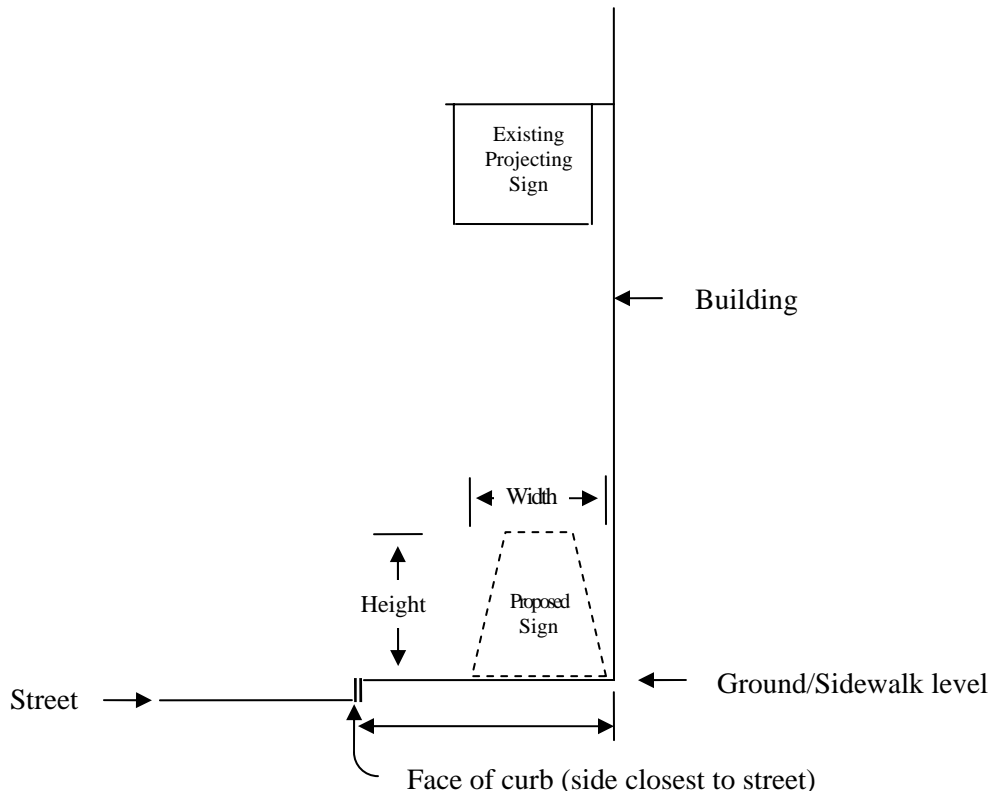 Existing
Projecting
Sign
Building
Width
Height
Proposed
Sign
Street
Ground/Sidewalk level
Face of curb (side closest to street)